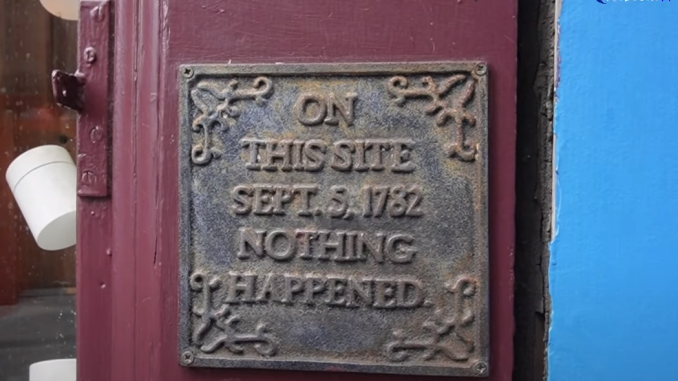 ON
THIS SITE
SEPT. 5, 1782
NOTHING
HAPPENED.